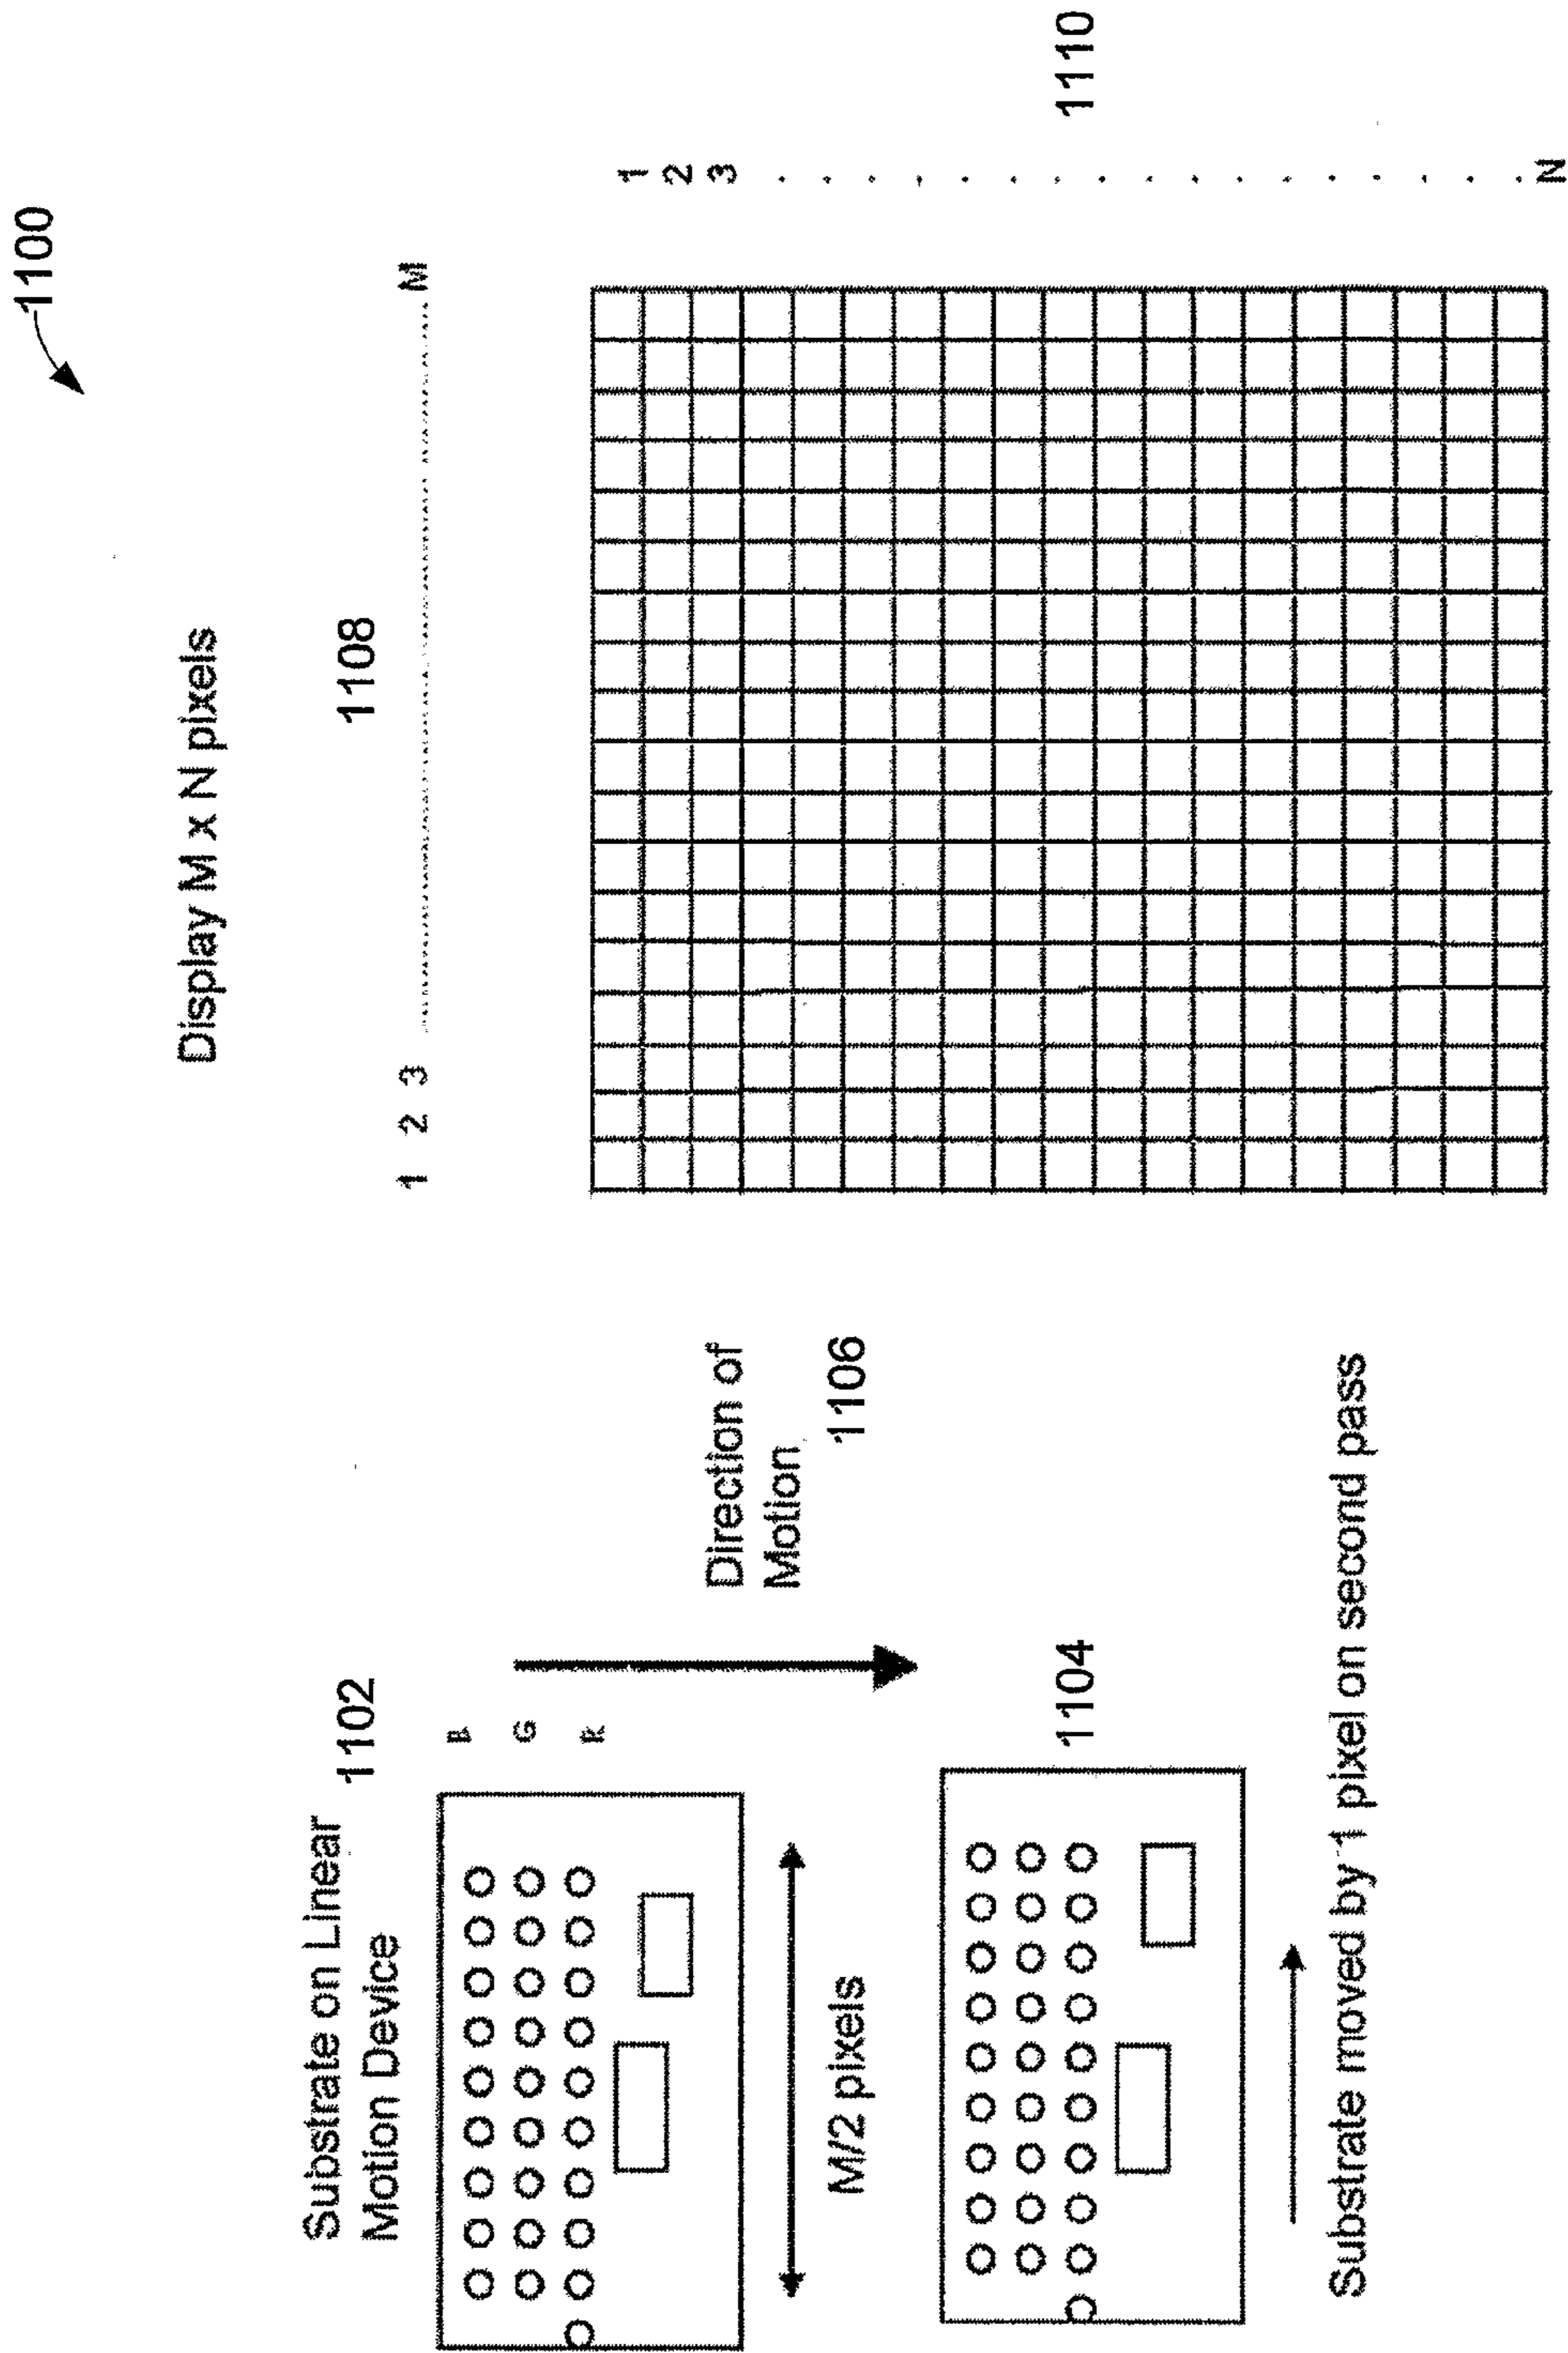 1100
Display M x N pixels
1108
1 2 3 M
1
2
3
N
1110
Substrate on Linear
Motion Device
1102
B
G
R
Direction of
Motion
1106
M/2 pixels
1104
Substrate moved by 1 pixel on second pass